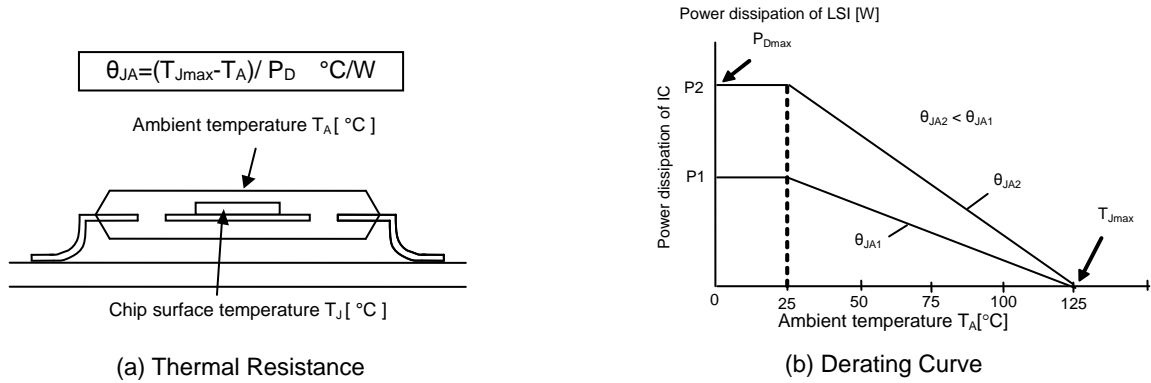 θJA=(TJmax-TA)/ PD °C/W
Ambient temperature TA[ °C ]
Chip surface temperature TJ[ °C ]
(a) Thermal Resistance
Power dissipation of LSI [W]
PDmax
P2
θJA2 < θJA1
Power dissipation of IC
P1
θJA2
TJmax
θJA1
0 25 50 75 100 125
Ambient temperature TA[°C]
(b) Derating Curve